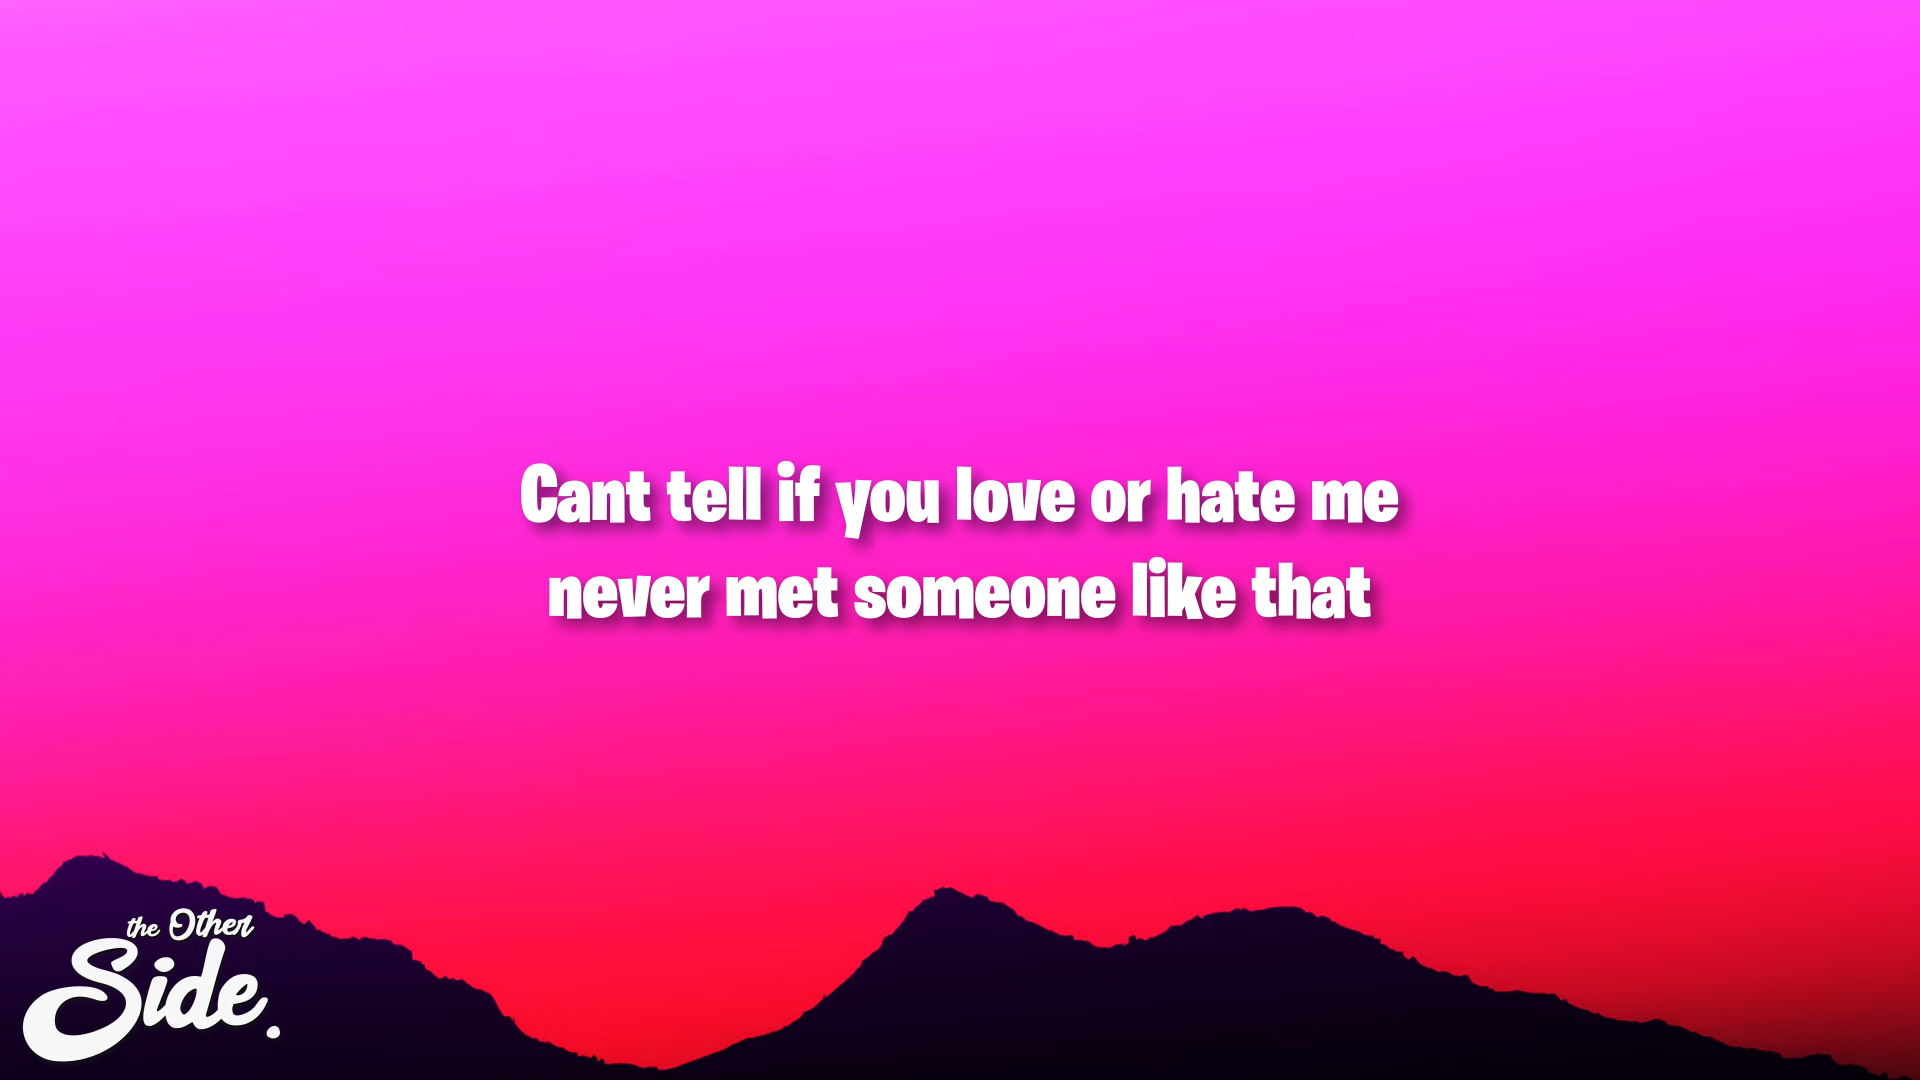 Cant tell if you love or hate me
never met someone like that
the Other
Side.